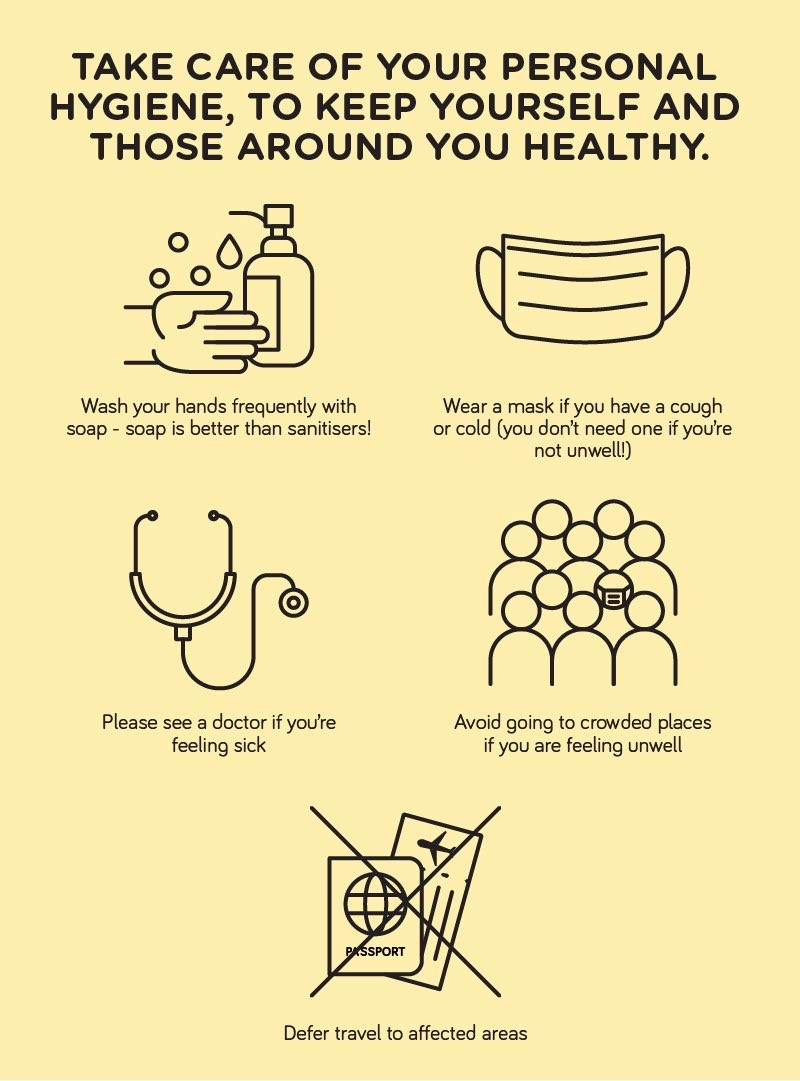 TAKE CARE OF YOUR PERSONAL
HYGIENE, TO KEEP YOURSELF AND
THOSE AROUND YOU HEALTHY.
Wash your hands frequently with
soap - soap is better than sanitisers!
Wear a mask if you have a cough
or cold (you don't need one if you're
not unwell!)
Please see a doctor if you're
feeling sick
Avoid going to crowded places
if you are feeling unwell
PASSPORT
Defer travel to affected areas